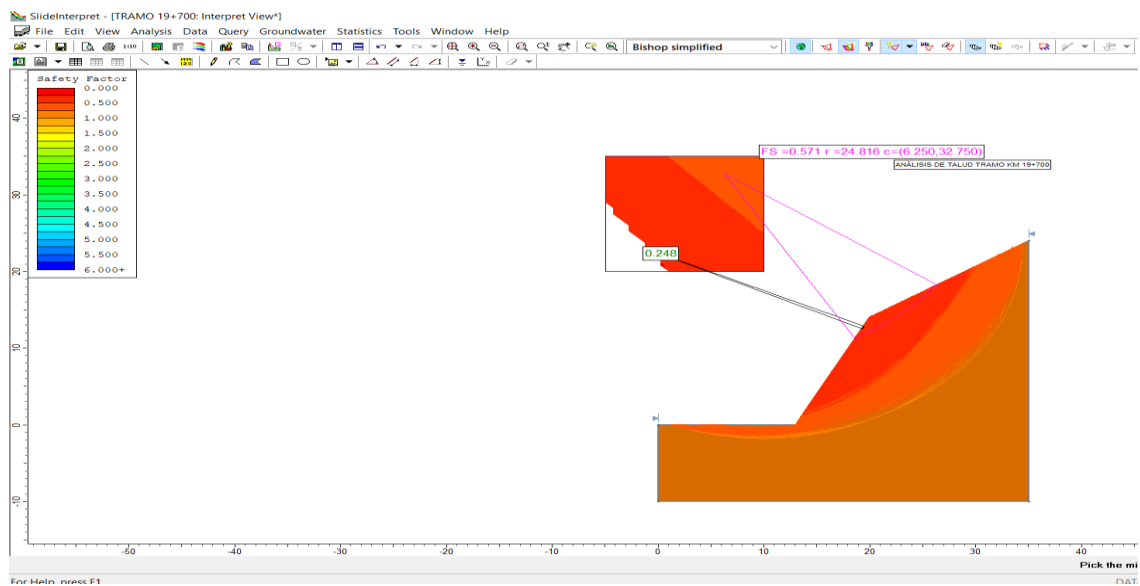 SlideInterpret - [TRAMO 19+700: Interpret View*]
File Edit View Analysis Data Query Groundwater Statistics Tools Window Help
1:10 Bishop simplified
Safety Factor
0.000
0.500
1.000
1.500
2.000
2.500
3.000
3.500
4.000
4.500
5.000
5.500
6.000+
FS =0.571 r =24.816 c=(6.250,32.750)
ANÁLISIS DE TALUD TRAMO KM 19+700
0.248
40
30
20
10
0
-10
-50 -40 -30 -20 -10 0 10 20 30 40
Pick the mi
For Help, press F1
DAT